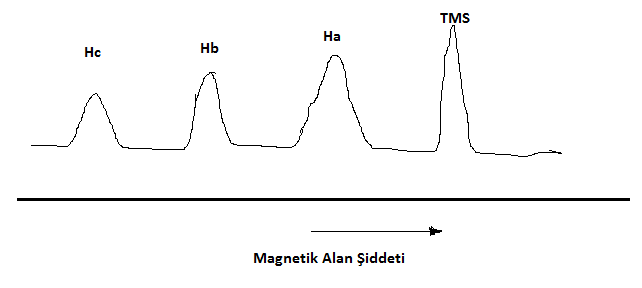 TMS
Ha
Hb
Hc
Magnetik Alan Şiddeti